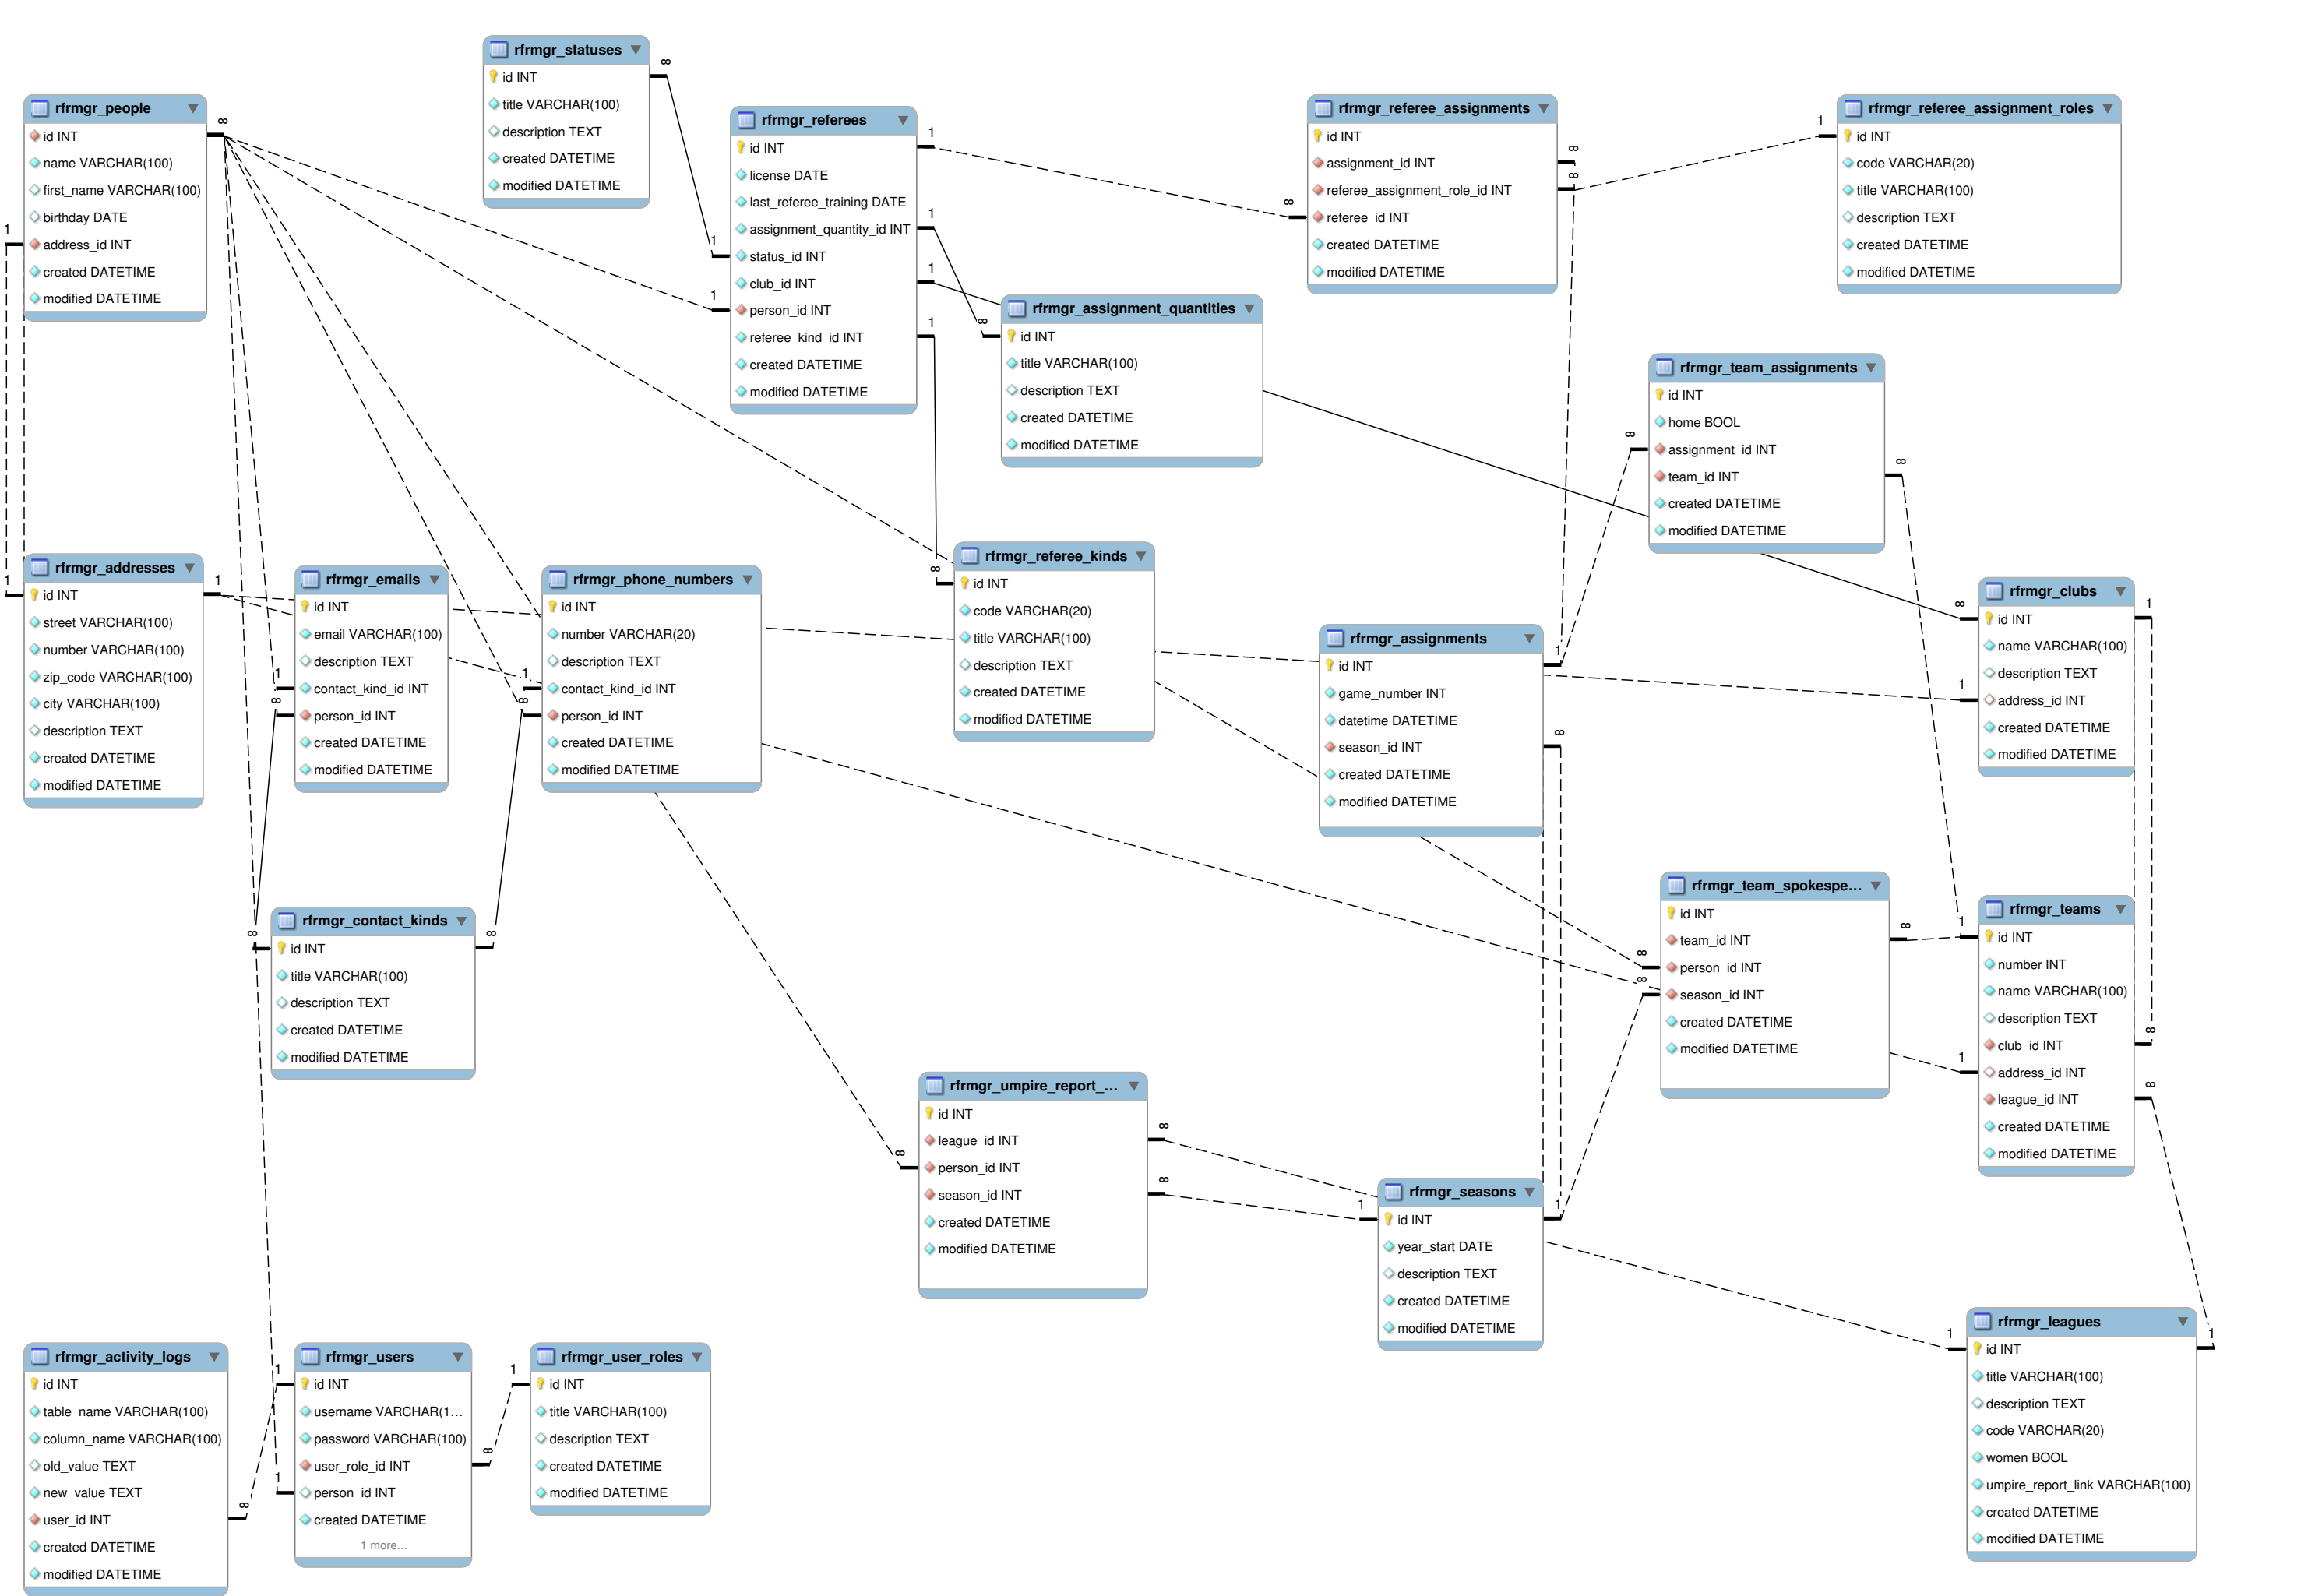 rfrmgr_people
id INT
name VARCHAR(100)
first_name VARCHAR(100)
birthday DATE
address_id INT
created DATETIME
modified DATETIME
rfrmgr_statuses
id INT
title VARCHAR(100)
description TEXT
created DATETIME
modified DATETIME
rfrmgr_referees
id INT
license DATE
last_referee_training DATE
assignment_quantity_id INT
status_id INT
club_id INT
person_id INT
referee_kind_id INT
created DATETIME
modified DATETIME
rfrmgr_assignment_quantities
id INT
title VARCHAR(100)
description TEXT
created DATETIME
modified DATETIME
rfrmgr_referee_assignments
id INT
assignment_id INT
referee_assignment_role_id INT
referee_id INT
created DATETIME
modified DATETIME
rfrmgr_referee_assignment_roles
id INT
code VARCHAR(20)
title VARCHAR(100)
description TEXT
created DATETIME
modified DATETIME
rfrmgr_team_assignments
id INT
home BOOL
assignment_id INT
team_id INT
created DATETIME
modified DATETIME
rfrmgr_addresses
id INT
street VARCHAR(100)
number VARCHAR(100)
zip_code VARCHAR(100)
city VARCHAR(100)
description TEXT
created DATETIME
modified DATETIME
rfrmgr_emails
id INT
email VARCHAR(100)
description TEXT
contact_kind_id INT
person_id INT
created DATETIME
modified DATETIME
rfrmgr_phone_numbers
id INT
number VARCHAR(20)
description TEXT
contact_kind_id INT
person_id INT
created DATETIME
modified DATETIME
rfrmgr_referee_kinds
id INT
code VARCHAR(20)
title VARCHAR(100)
description TEXT
created DATETIME
modified DATETIME
rfrmgr_assignments
id INT
game_number INT
datetime DATETIME
season_id INT
created DATETIME
modified DATETIME
rfrmgr_clubs
id INT
name VARCHAR(100)
description TEXT
address_id INT
created DATETIME
modified DATETIME
rfrmgr_contact_kinds
id INT
title VARCHAR(100)
description TEXT
created DATETIME
modified DATETIME
rfrmgr_team_spokespe...
id INT
team_id INT
person_id INT
season_id INT
created DATETIME
modified DATETIME
rfrmgr_teams
id INT
number INT
name VARCHAR(100)
description TEXT
club_id INT
address_id INT
league_id INT
created DATETIME
modified DATETIME
rfrmgr_umpire_report_...
id INT
league_id INT
person_id INT
season_id INT
created DATETIME
modified DATETIME
rfrmgr_seasons
id INT
year_start DATE
description TEXT
created DATETIME
modified DATETIME
rfrmgr_leagues
id INT
title VARCHAR(100)
description TEXT
code VARCHAR(20)
women BOOL
umpire_report_link VARCHAR(100)
created DATETIME
modified DATETIME
rfrmgr_activity_logs
id INT
table_name VARCHAR(100)
column_name VARCHAR(100)
old_value TEXT
new_value TEXT
user_id INT
created DATETIME
modified DATETIME
rfrmgr_users
id INT
username VARCHAR(1...
password VARCHAR(100)
user_role_id INT
person_id INT
created DATETIME
1 more...
rfrmgr_user_roles
id INT
title VARCHAR(100)
description TEXT
created DATETIME
modified DATETIME